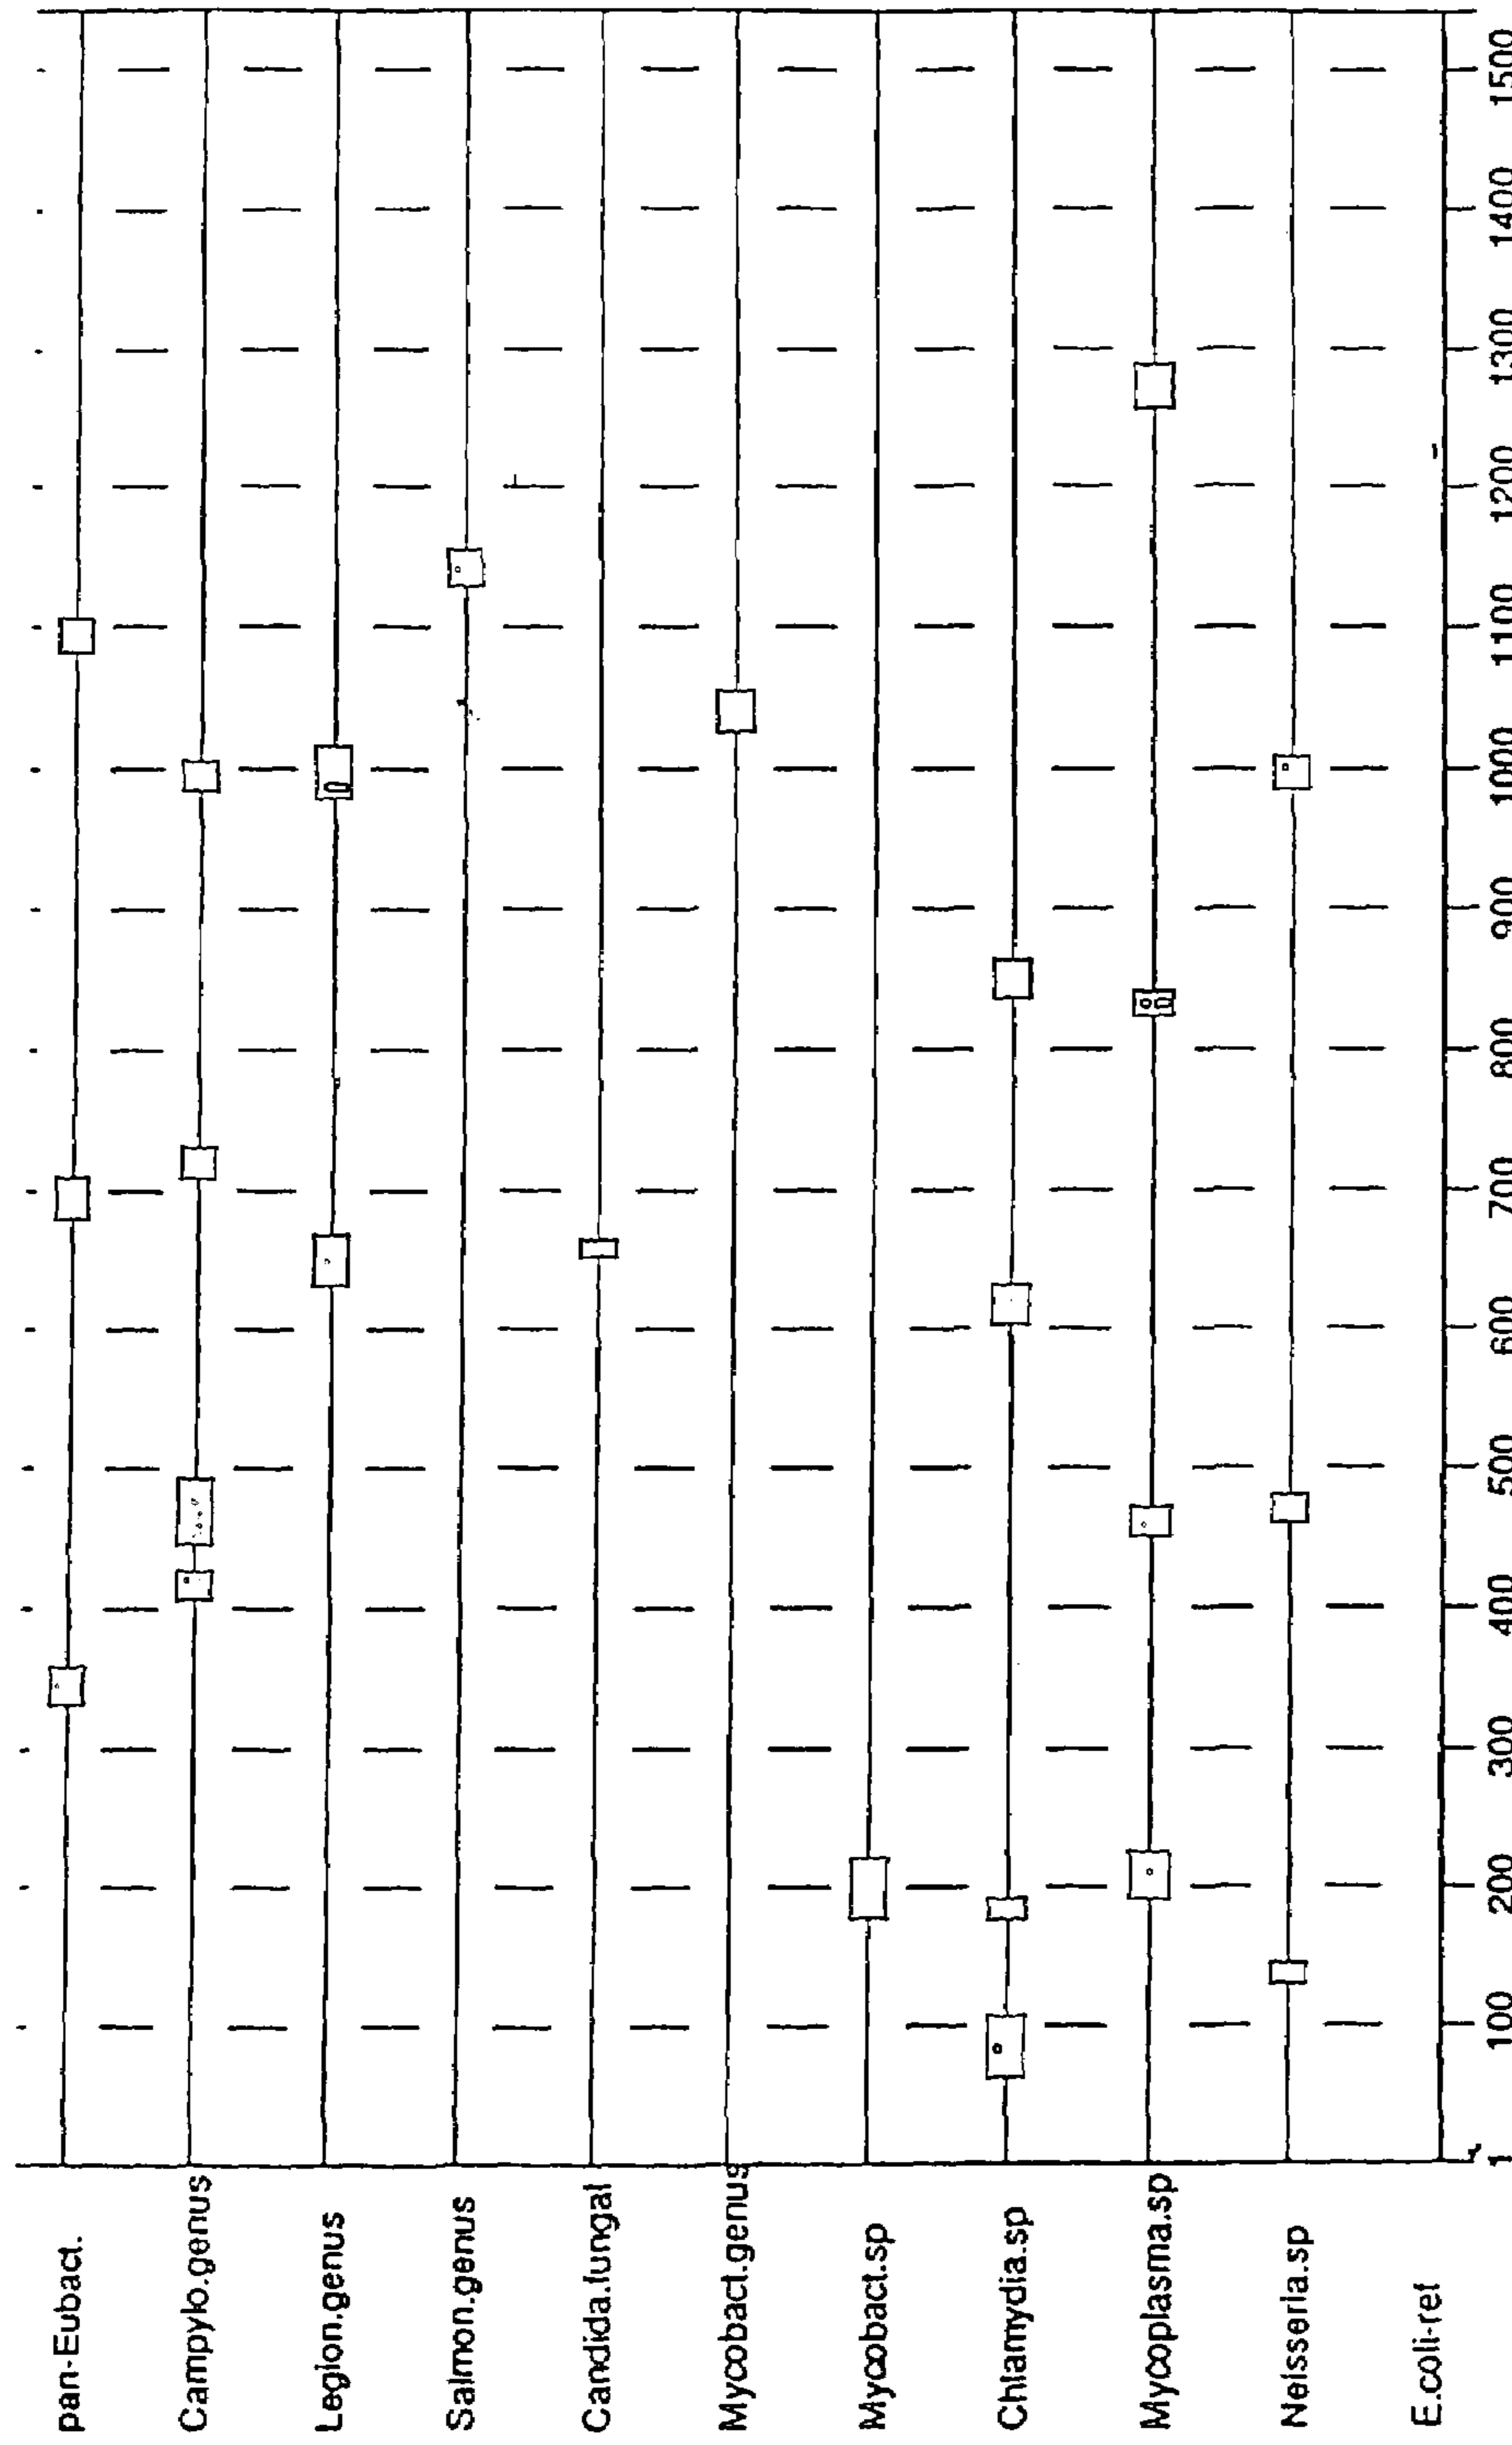 pan-Eubact.
Campylo.genus
Legion.genus
Salmon.genus
Candida.fungal
Mycobact.genus
Mycobact.sp
Chlamydia.sp
Mycoplasma.sp
Neisseria.sp
E.coli-ref
1 100 200 300 400 500 600 700 800 900 1000 1100 1200 1300 1400 1500